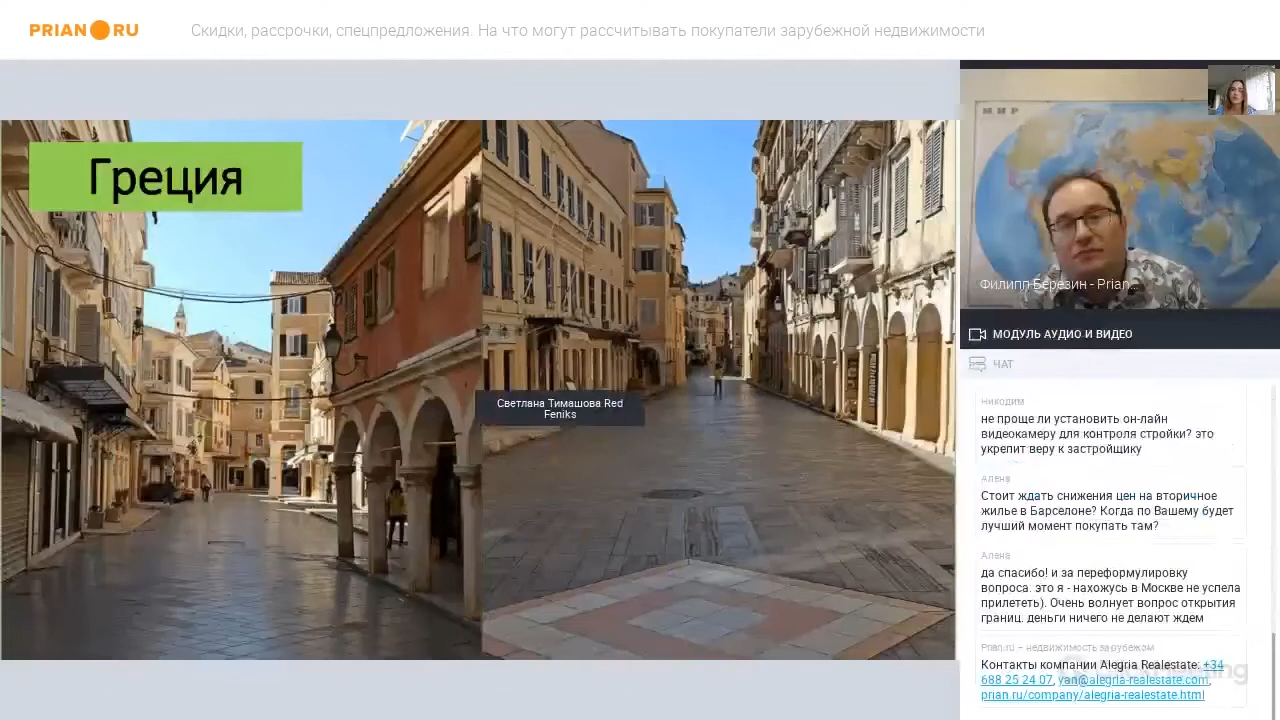 PRIAN RU
Скидки, рассрочки, спецпредложения. На что могут рассчитывать покупатели зарубежной недвижимости
Греция
Светлана Тимашова Red
Feniks
МИР
Филипп Березин - Prian...
МОДУЛЬ АУДИО И ВИДЕО
ЧАТ
Никодим
не проще ли установить он-лайн
видеокамеру для контроля стройки? это
укрепит веру к застройщику
Алена
Стоит ждать снижения цен на вторичное
жилье в Барселоне? Когда по Вашему будет
лучший момент покупать там?
Алена
да спасибо! и за переформулировку
вопроса. это я - нахожусь в Москве не успела
прилететь). Очень волнует вопрос открытия
границ. деньги ничего не делают ждем
Prian.ru – недвижимость за рубежом
Контакты компании Alegria Realestate: +34
688 25 24 07, yan@alegria-realestate.com,
prian.ru/company/alegria-realestate.html